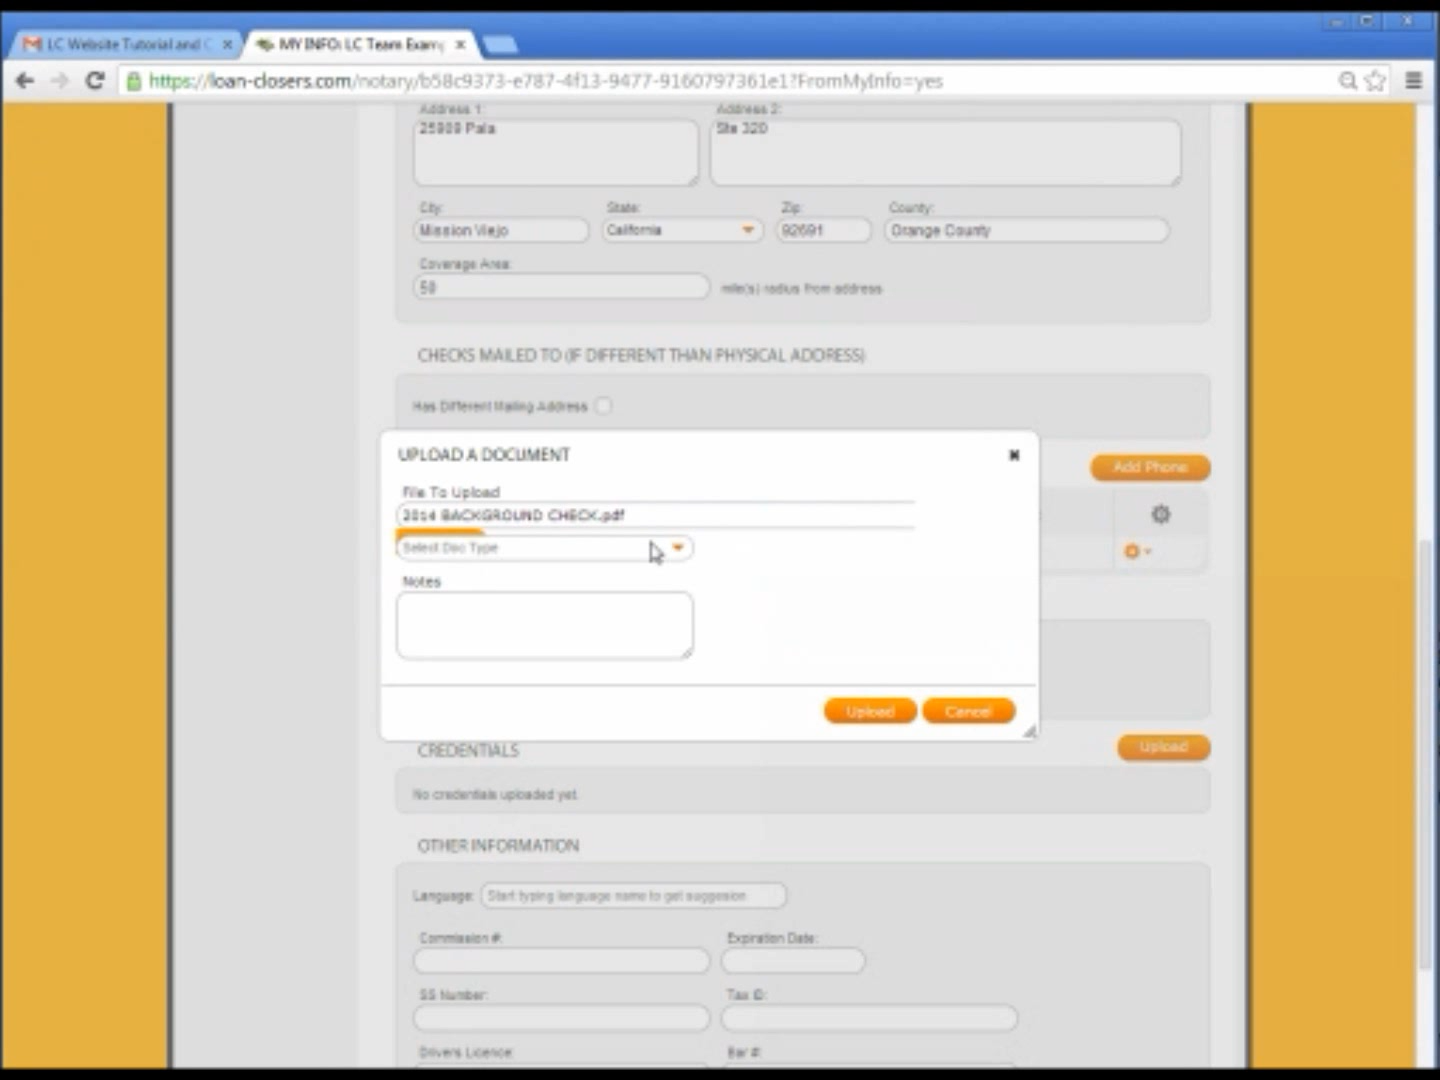 LC Website Tutorial and C
MY INFO: LC Team Examp
https://loan-closers.com/notary/b58c9373-e787-4f13-9477-9160797361e1?FromMyInfo=yes
Address 1:
Address 2:
25909 Pala
Ste 320
City:
State:
Zip:
County:
Mission Viejo
California
92691
Orange County
Coverage Area:
50
mile(s) radius from address
CHECKS MAILED TO (IF DIFFERENT THAN PHYSICAL ADDRESS)
Has Different Mailing Address
UPLOAD A DOCUMENT
Add Phone
File To Upload
2014 BACKGROUND CHECK.pdf
Select Doc Type
Notes
Upload
Cancel
CREDENTIALS
Upload
No credentials uploaded yet.
OTHER INFORMATION
Language:
Start typing language name to get suggesion
Commission #:
Expiration Date:
SS Number:
Tax ID:
Drivers Licence:
Bar #: